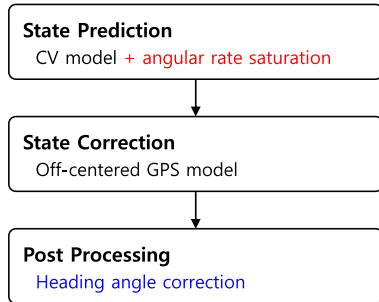 State Prediction
CV model + angular rate saturation
State Correction
Off-centered GPS model
Post Processing
Heading angle correction